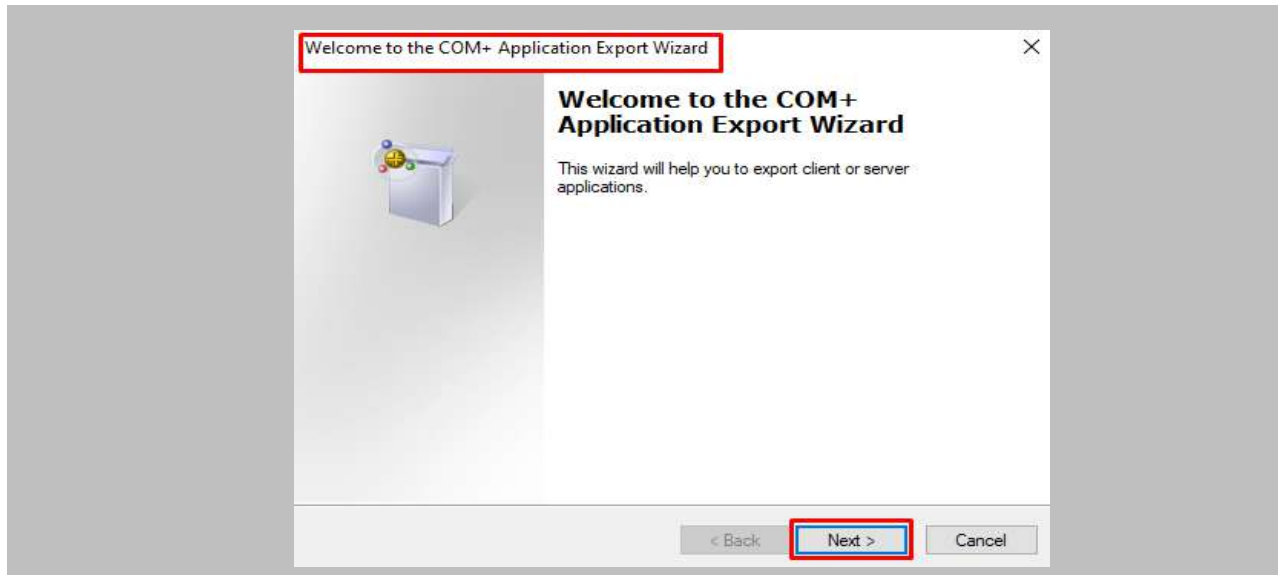 Welcome to the COM+ Application Export Wizard
Welcome to the COM+
Application Export Wizard
This wizard will help you to export client or server
applications.
< Back Next > Cancel